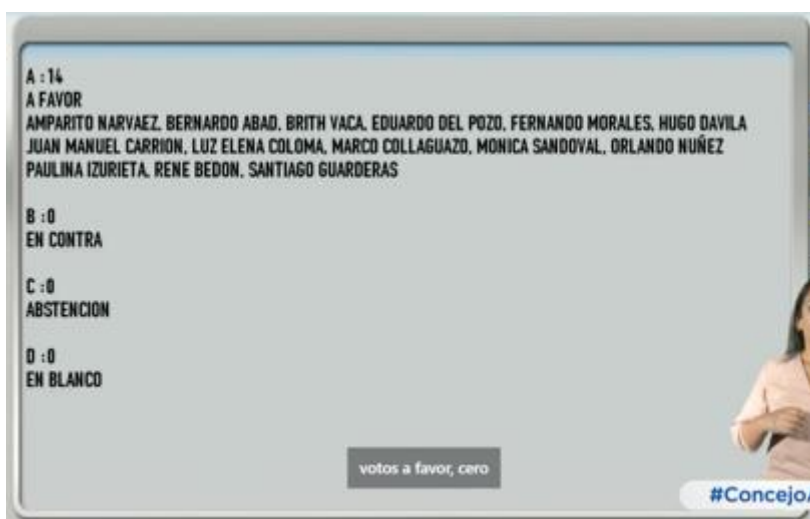 A :14
A FAVOR
AMPARITO NARVAEZ, BERNARDO ABAD, BRITH VACA, EDUARDO DEL POZO, FERNANDO MORALES, HUGO DAVILA
JUAN MANUEL CARRION, LUZ ELENA COLOMA, MARCO COLLAGUAZO, MONICA SANDOVAL, ORLANDO NUÑEZ
PAULINA IZURIETA, RENE BEDON, SANTIAGO GUARDERAS
B :0
EN CONTRA
C :0
ABSTENCION
D :0
EN BLANCO
votos a favor, cero
#ConcejoA